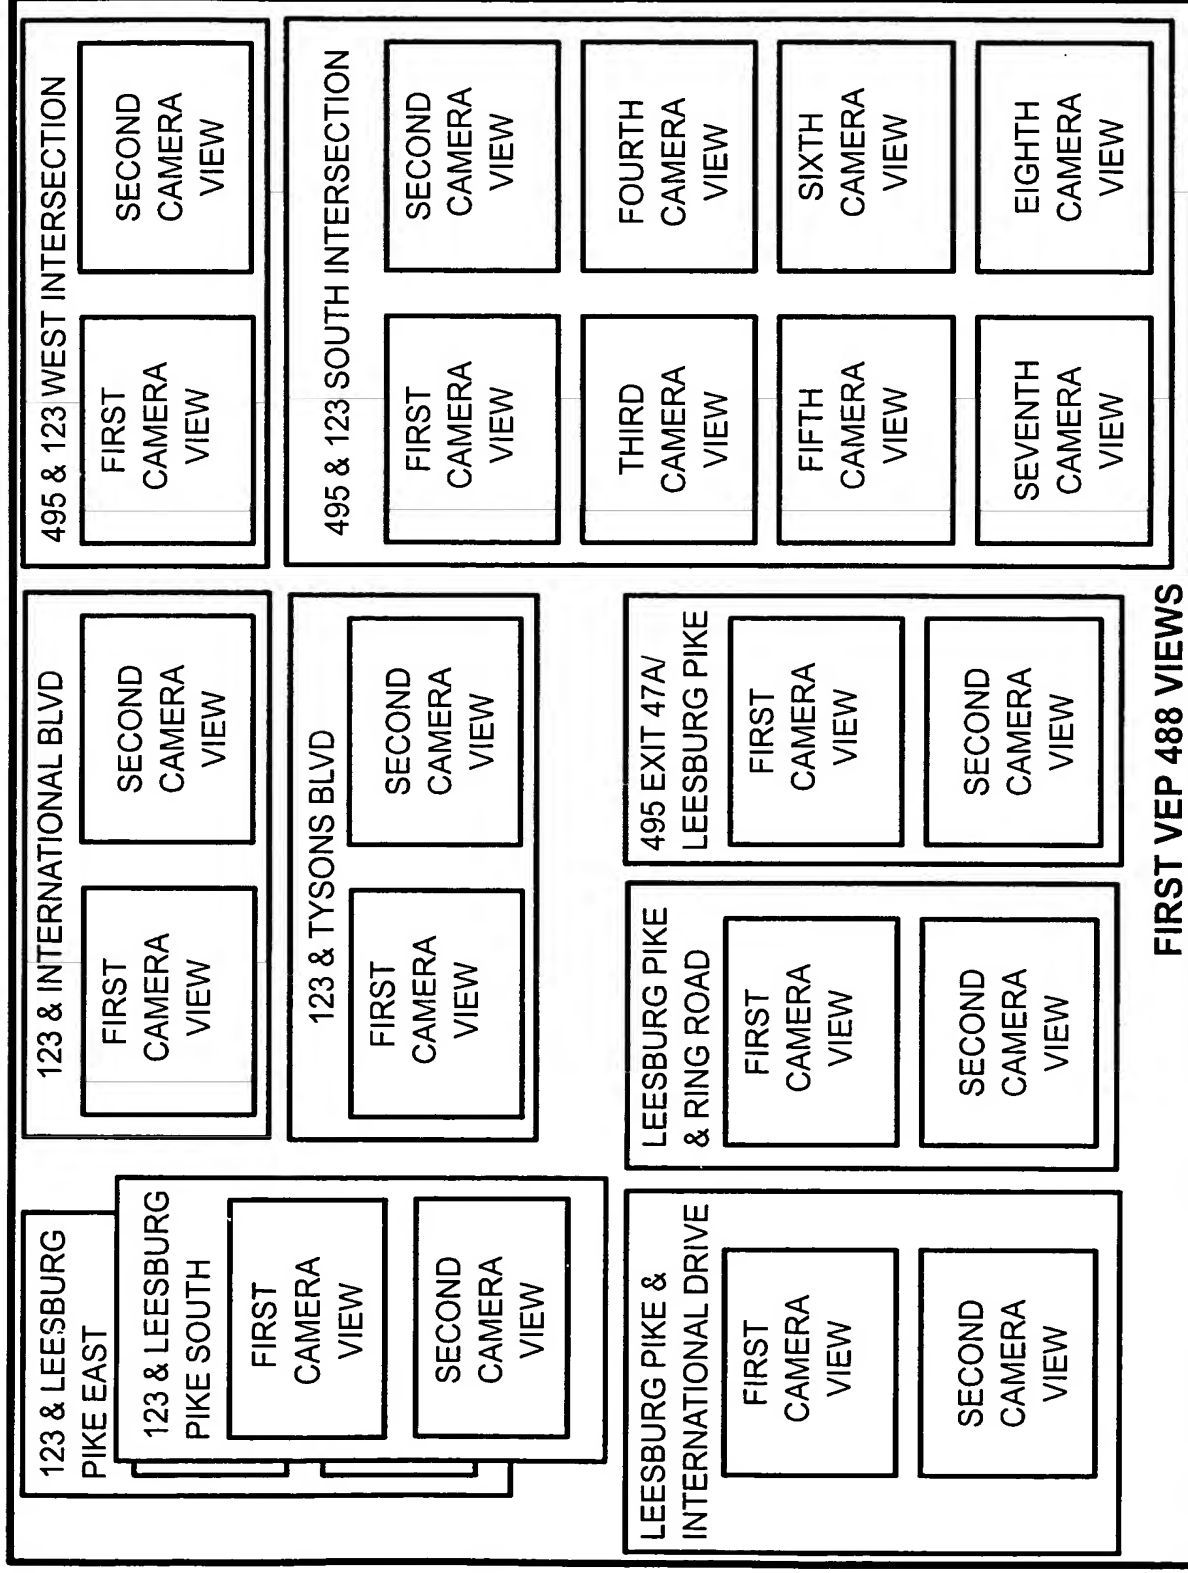 123 & LEESBURG
PIKE EAST
123 & LEESBURG
PIKE SOUTH
FIRST
CAMERA
VIEW
SECOND
CAMERA
VIEW
123 & INTERNATIONAL BLVD
FIRST
CAMERA
VIEW
SECOND
CAMERA
VIEW
495 & 123 WEST INTERSECTION
FIRST
CAMERA
VIEW
SECOND
CAMERA
VIEW
123 & TYSONS BLVD
FIRST
CAMERA
VIEW
SECOND
CAMERA
VIEW
495 & 123 SOUTH INTERSECTION
FIRST
CAMERA
VIEW
SECOND
CAMERA
VIEW
THIRD
CAMERA
VIEW
FOURTH
CAMERA
VIEW
FIFTH
CAMERA
VIEW
SIXTH
CAMERA
VIEW
SEVENTH
CAMERA
VIEW
EIGHTH
CAMERA
VIEW
LEESBURG PIKE &
INTERNATIONAL DRIVE
FIRST
CAMERA
VIEW
SECOND
CAMERA
VIEW
LEESBURG PIKE
& RING ROAD
FIRST
CAMERA
VIEW
SECOND
CAMERA
VIEW
495 EXIT 47A/
LEESBURG PIKE
FIRST
CAMERA
VIEW
SECOND
CAMERA
VIEW
FIRST VEP 488 VIEWS